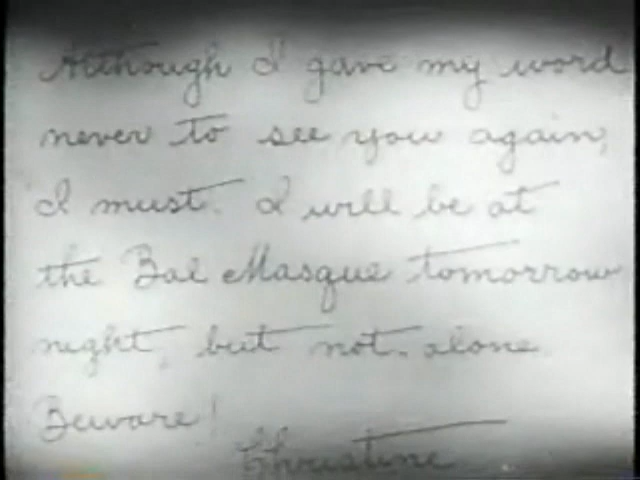 Although I gave my word
never to see you again,
I must. I will be at
the Bal Masque tomorrow
night, but not alone.
Beware!
Christine